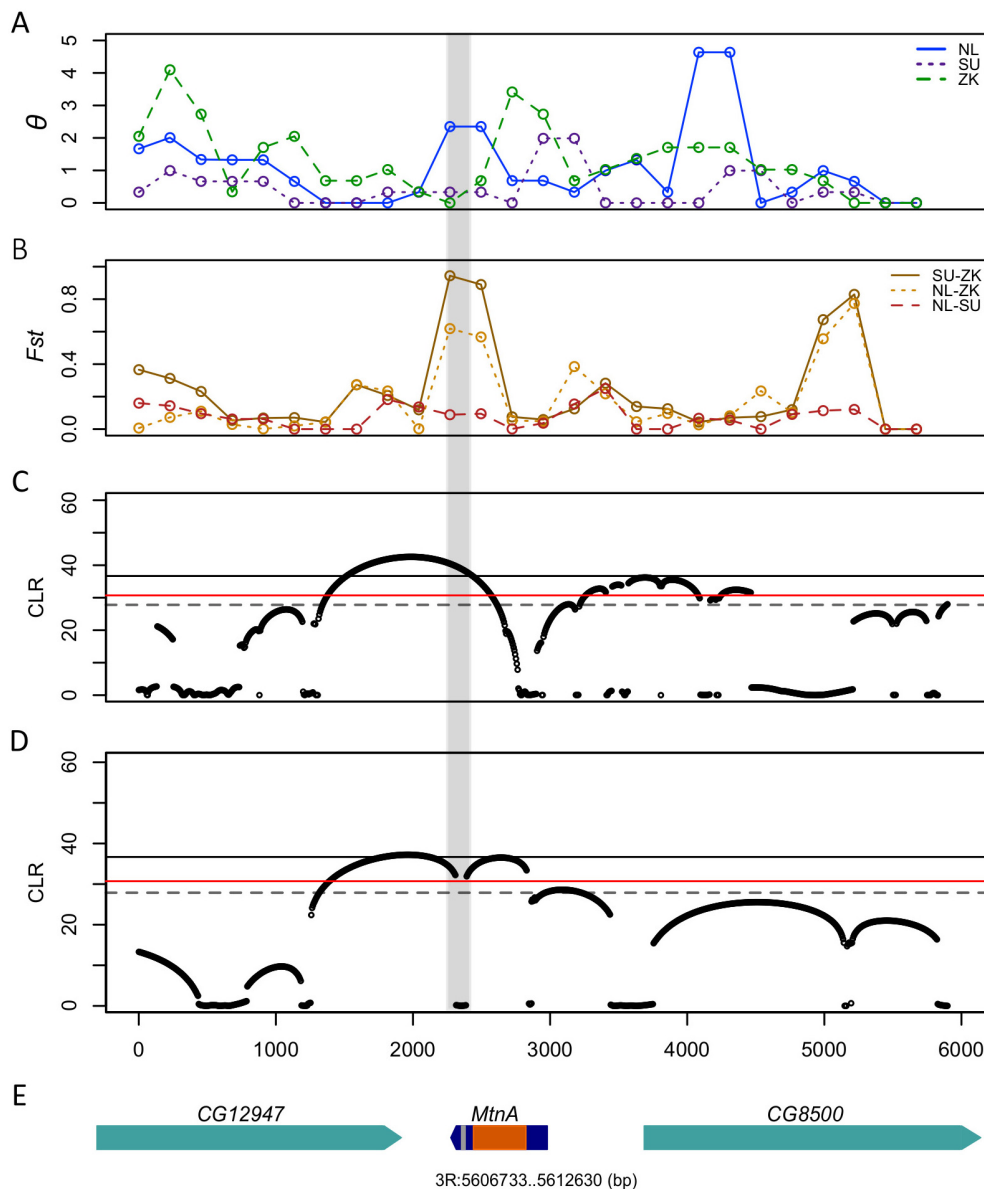 A
θ
5
4
3
2
1
0
NL
SU
ZK
B
Fst
0.8
0.4
0.0
SU-ZK
NL-ZK
NL-SU
C
CLR
60
40
20
0
D
CLR
60
40
20
0
0 1000 2000 3000 4000 5000 6000
E
CG12947 MtnA CG8500
3R:5606733..5612630 (bp)